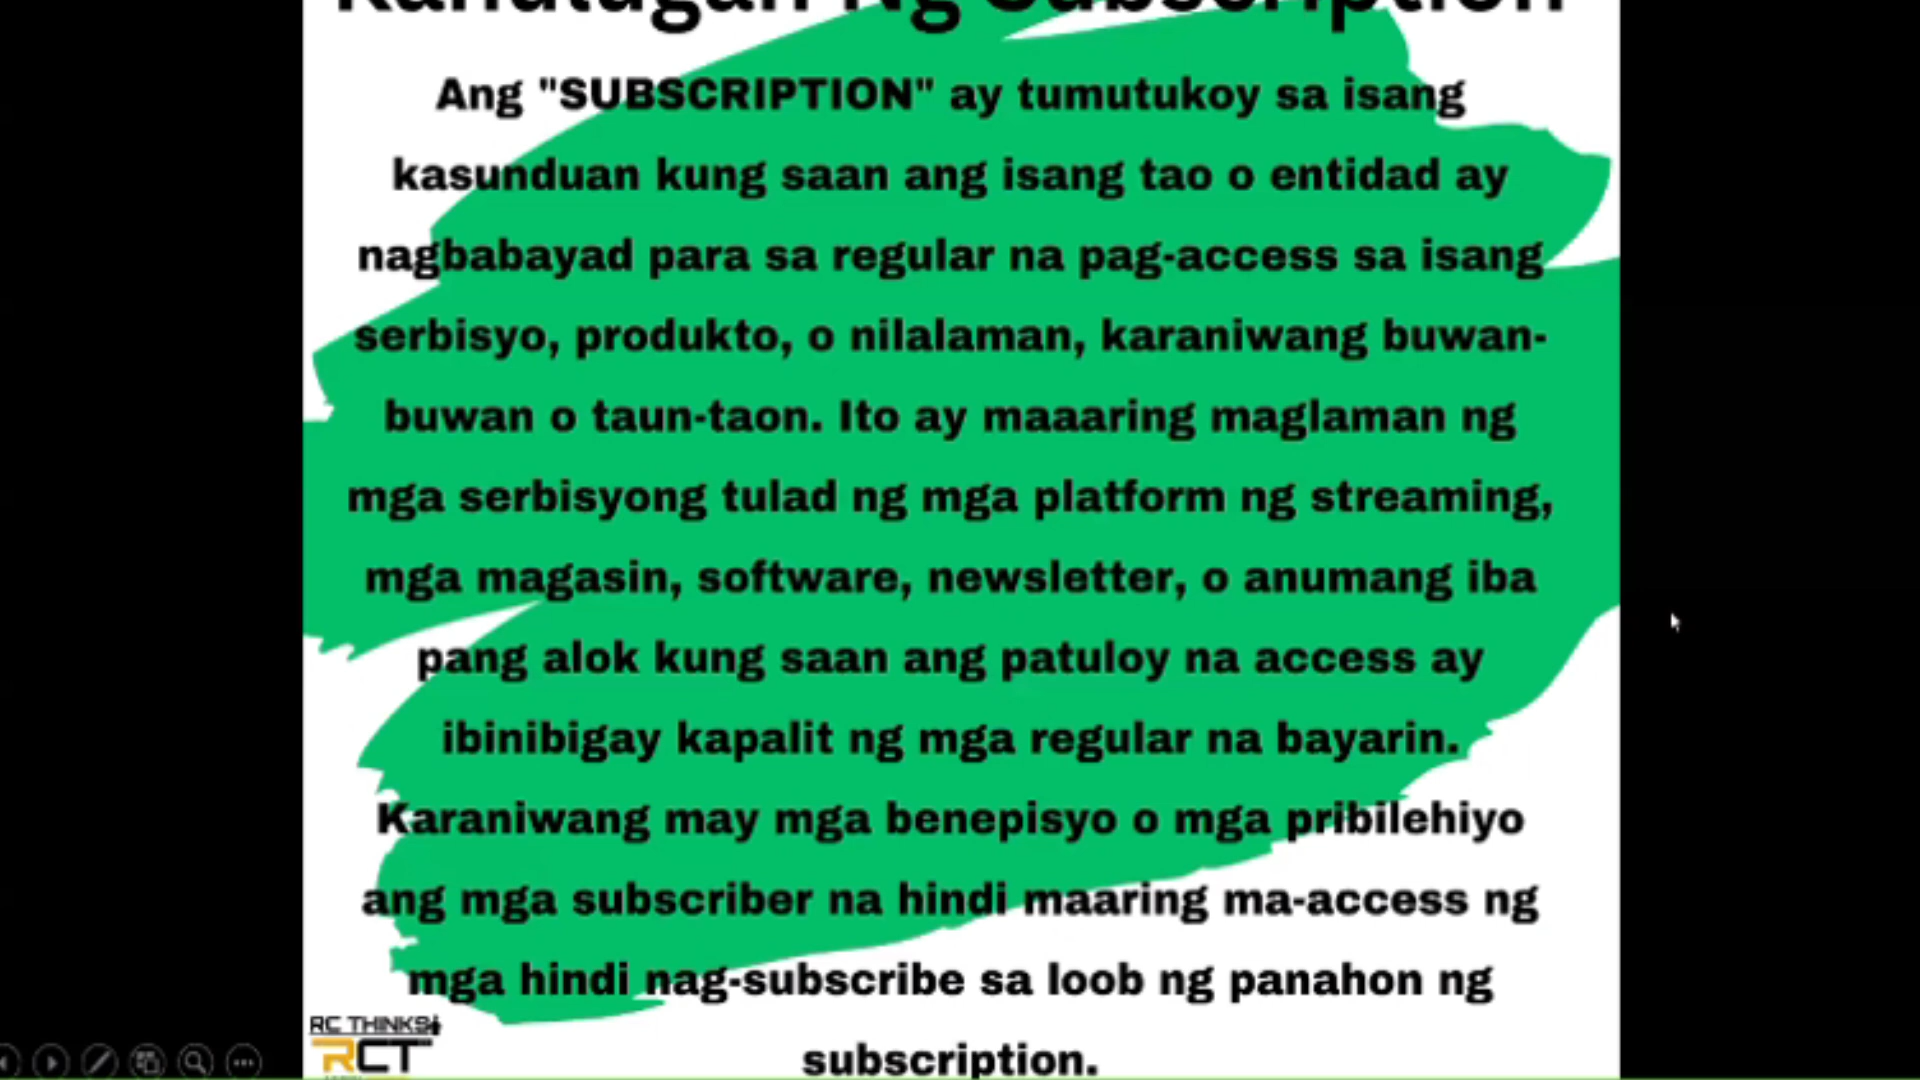 Kahulugan Ng Subscription
Ang "SUBSCRIPTION" ay tumutukoy sa isang
kasunduan kung saan ang isang tao o entidad ay
nagbabayad para sa regular na pag-access sa isang
serbisyo, produkto, o nilalaman, karaniwang buwan-
buwan o taun-taon. Ito ay maaaring maglaman ng
mga serbisyong tulad ng mga platform ng streaming,
mga magasin, software, newsletter, o anumang iba
pang alok kung saan ang patuloy na access ay
ibinibigay kapalit ng mga regular na bayarin.
Karaniwang may mga benepisyo o mga pribilehiyo
ang mga subscriber na hindi maaring ma-access ng
mga hindi nag-subscribe sa loob ng panahon ng
subscription.
RC THINKS
RCT